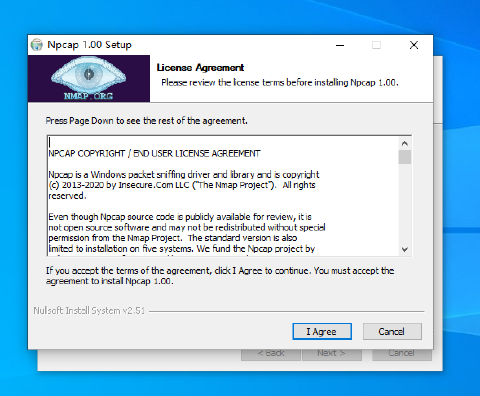 Npcap 1.00 Setup
NMAP.ORG
License Agreement
Please review the license terms before installing Npcap 1.00.
Press Page Down to see the rest of the agreement.
NPCAP COPYRIGHT / END USER LICENSE AGREEMENT
Npcap is a Windows packet sniffing driver and library and is copyright
(c) 2013-2020 by Insecure.Com LLC ("The Nmap Project").  All rights
reserved.
Even though Npcap source code is publicly available for review, it is
not open source software and may not be redistributed without special
permission from the Nmap Project.  The standard version is also
limited to installation on five systems.  We fund the Npcap project by
If you accept the terms of the agreement, click I Agree to continue. You must accept the
agreement to install Npcap 1.00.
Nullsoft Install System v2.51
I Agree
Cancel
< Back
Next >
Cancel